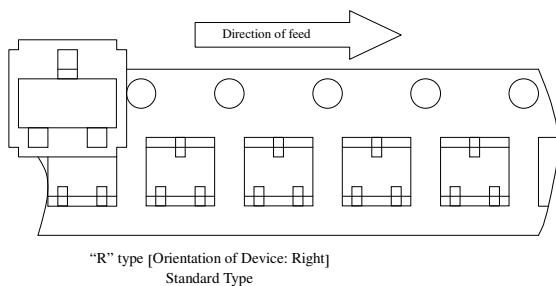 Direction of feed
“R” type [Orientation of Device: Right]
Standard Type